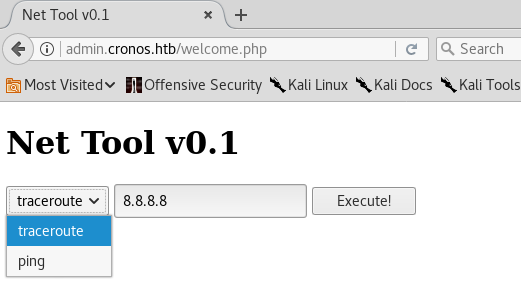 Net Tool v0.1
admin.cronos.htb/welcome.php
Search
Most Visited
Offensive Security
Kali Linux
Kali Docs
Kali Tools
Net Tool v0.1
traceroute
8.8.8.8
Execute!
traceroute
ping